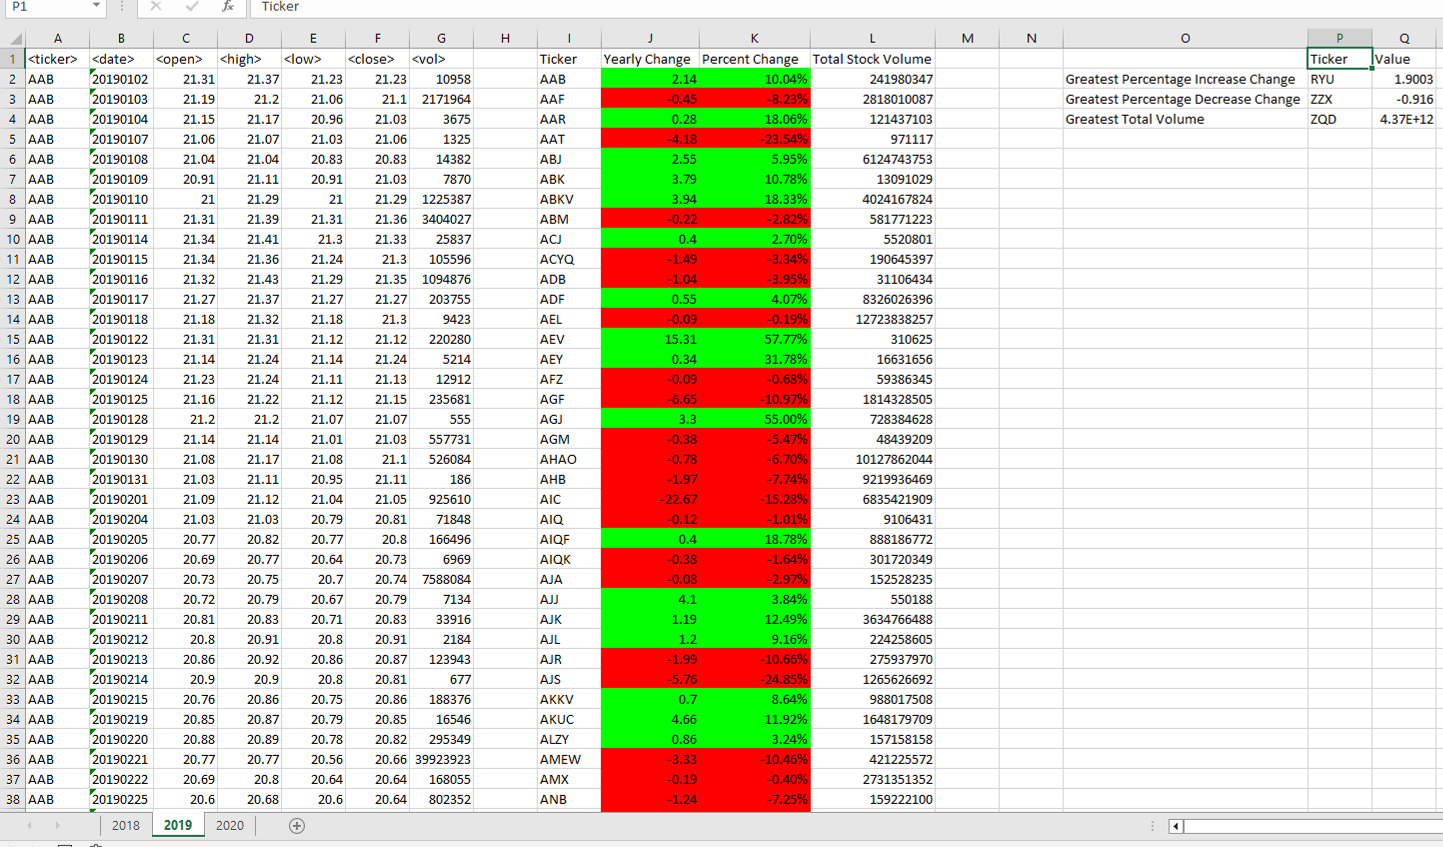 P1 fx Ticker
A B C D E F G H I J K L M N O P Q
1 <ticker> <date> <open> <high> <low> <close> <vol> Ticker Yearly Change Percent Change Total Stock Volume Ticker Value
2 AAB 20190102 21.31 21.37 21.23 21.23 10958 AAB 2.14 10.04% 241980347 Greatest Percentage Increase Change RYU 1.9003
3 AAB 20190103 21.19 21.2 21.06 21.1 2171964 AAF -0.45 -8.23% 2818010087 Greatest Percentage Decrease Change ZZX -0.916
4 AAB 20190104 21.15 21.17 20.96 21.03 3675 AAR 0.28 18.06% 121437103 Greatest Total Volume ZQD 4.37E+12
5 AAB 20190107 21.06 21.07 21.03 21.06 1325 AAT -4.18 -23.54% 971117
6 AAB 20190108 21.04 21.04 20.83 20.83 14382 ABJ 2.55 5.95% 6124743753
7 AAB 20190109 20.91 21.11 20.91 21.03 7870 ABK 3.79 10.78% 13091029
8 AAB 20190110 21 21.29 21 21.29 1225387 ABKV 3.94 18.33% 4024167824
9 AAB 20190111 21.31 21.39 21.31 21.36 3404027 ABM -0.22 -2.82% 581771223
10 AAB 20190114 21.34 21.41 21.3 21.33 25837 ACJ 0.4 2.70% 5520801
11 AAB 20190115 21.34 21.36 21.24 21.3 105596 ACYQ -1.49 -3.34% 190645397
12 AAB 20190116 21.32 21.43 21.29 21.35 1094876 ADB -1.04 -3.95% 31106434
13 AAB 20190117 21.27 21.37 21.27 21.27 203755 ADF 0.55 4.07% 8326026396
14 AAB 20190118 21.18 21.32 21.18 21.3 9423 AEL -0.09 -0.19% 12723838257
15 AAB 20190122 21.31 21.31 21.12 21.12 220280 AEV 15.31 57.77% 310625
16 AAB 20190123 21.14 21.24 21.14 21.24 5214 AEY 0.34 31.78% 16631656
17 AAB 20190124 21.23 21.24 21.11 21.13 12912 AFZ -0.09 -0.68% 59386345
18 AAB 20190125 21.16 21.22 21.12 21.15 235681 AGF -6.65 -10.97% 1814328505
19 AAB 20190128 21.2 21.2 21.07 21.07 555 AGJ 3.3 55.00% 728384628
20 AAB 20190129 21.14 21.14 21.01 21.03 557731 AGM -0.38 -5.47% 48439209
21 AAB 20190130 21.08 21.17 21.08 21.1 526084 AHAO -0.78 -6.70% 10127862044
22 AAB 20190131 21.03 21.11 20.95 21.11 186 AHB -1.97 -7.74% 9219936469
23 AAB 20190201 21.09 21.12 21.04 21.05 925610 AIC -22.67 -15.28% 6835421909
24 AAB 20190204 21.03 21.03 20.79 20.81 71848 AIQ -0.12 -1.01% 9106431
25 AAB 20190205 20.77 20.82 20.77 20.8 166496 AIQF 0.4 18.78% 888186772
26 AAB 20190206 20.69 20.77 20.64 20.73 6969 AIQK -0.38 -1.64% 301720349
27 AAB 20190207 20.73 20.75 20.7 20.74 7588084 AJA -0.08 -2.97% 152528235
28 AAB 20190208 20.72 20.79 20.67 20.79 7134 AJJ 4.1 3.84% 550188
29 AAB 20190211 20.81 20.83 20.71 20.83 33916 AJK 1.19 12.49% 3634766488
30 AAB 20190212 20.8 20.91 20.8 20.91 2184 AJL 1.2 9.16% 224258605
31 AAB 20190213 20.86 20.92 20.86 20.87 123943 AJR -1.99 -10.66% 275937970
32 AAB 20190214 20.9 20.9 20.8 20.81 677 AJS -5.76 -24.85% 1265626692
33 AAB 20190215 20.76 20.86 20.75 20.86 188376 AKKV 0.7 8.64% 988017508
34 AAB 20190219 20.85 20.87 20.79 20.85 16546 AKUC 4.66 11.92% 1648179709
35 AAB 20190220 20.88 20.89 20.78 20.82 295349 ALZY 0.86 3.24% 157158158
36 AAB 20190221 20.77 20.77 20.56 20.66 39923923 AMEW -3.33 -10.46% 421225572
37 AAB 20190222 20.69 20.8 20.64 20.64 168055 AMX -0.19 -0.40% 2731351352
38 AAB 20190225 20.6 20.68 20.6 20.64 802352 ANB -1.24 -7.25% 159222100
2018 2019 2020